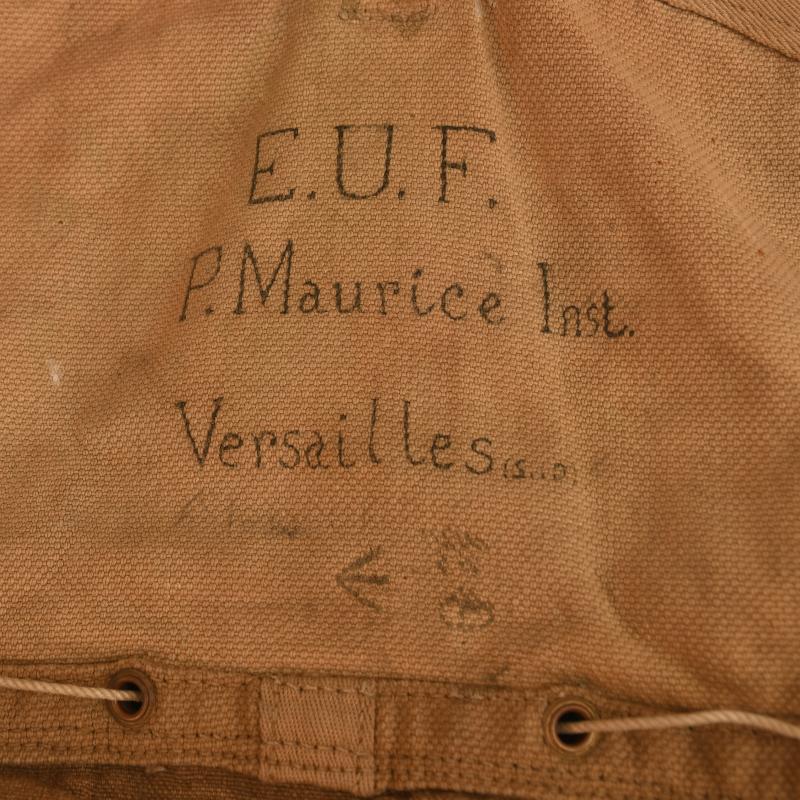 E.U.F.
P. Maurice Inst.
Versailles